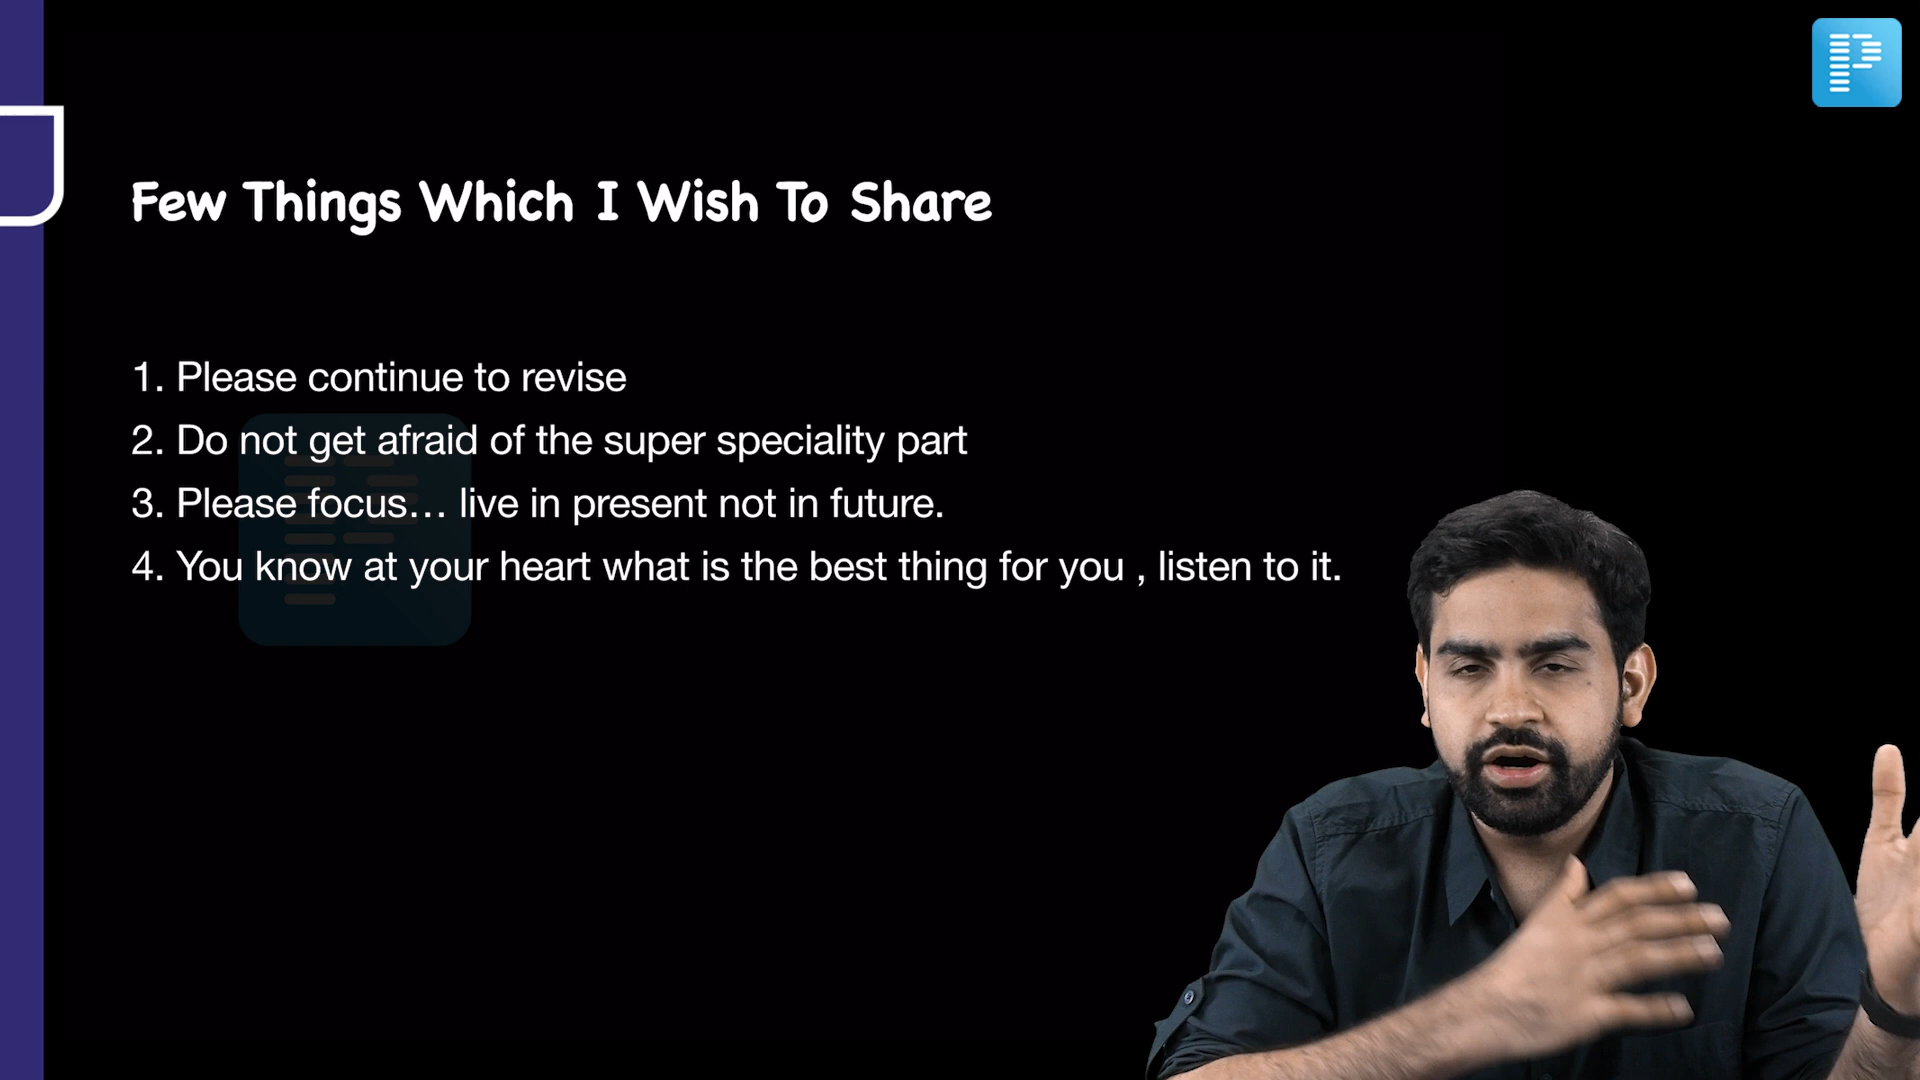 Few Things Which I Wish To Share
1. Please continue to revise
2. Do not get afraid of the super speciality part
3. Please focus... live in present not in future.
4. You know at your heart what is the best thing for you , listen to it.